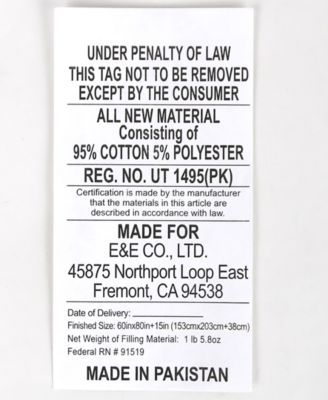 UNDER PENALTY OF LAW
THIS TAG NOT TO BE REMOVED
EXCEPT BY THE CONSUMER
ALL NEW MATERIAL
Consisting of
95% COTTON 5% POLYESTER
REG. NO. UT 1495(PK)
Certification is made by the manufacturer
that the materials in this article are
described in accordance with law.
MADE FOR
E&E CO., LTD.
45875 Northport Loop East
Fremont, CA 94538
Date of Delivery:
Finished Size: 60inx80in+15in (153cmx203cm+38cm)
Net Weight of Filling Material: 1 lb 5.8oz
Federal RN # 91519
MADE IN PAKISTAN